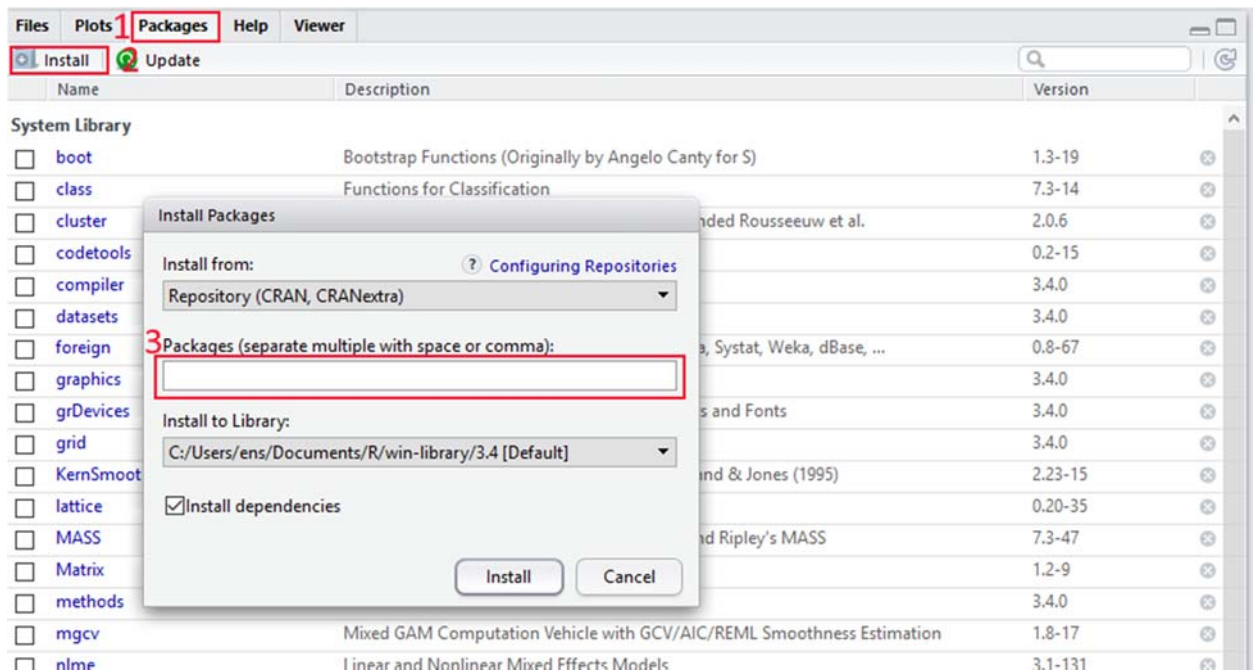 Files Plots 1 Packages Help Viewer
Install 2 Update
Name Description Version
System Library
boot Bootstrap Functions (Originally by Angelo Canty for S) 1.3-19
class Functions for Classification 7.3-14
cluster nded Rousseeuw et al. 2.0.6
codetools 0.2-15
compiler 3.4.0
datasets 3.4.0
foreign a, Systat, Weka, dBase, ... 0.8-67
graphics 3.4.0
grDevices s and Fonts 3.4.0
grid 3.4.0
KernSmoot and & Jones (1995) 2.23-15
lattice 0.20-35
MASS nd Ripley's MASS 7.3-47
Matrix 1.2-9
methods 3.4.0
mgcv Mixed GAM Computation Vehicle with GCV/AIC/REML Smoothness Estimation 1.8-17
nlme Linear and Nonlinear Mixed Effects Models 3.1-131
Install Packages
Install from: ? Configuring Repositories
Repository (CRAN, CRANextra)
3 Packages (separate multiple with space or comma):
Install to Library:
C:/Users/ens/Documents/R/win-library/3.4 [Default]
Install dependencies
Install Cancel